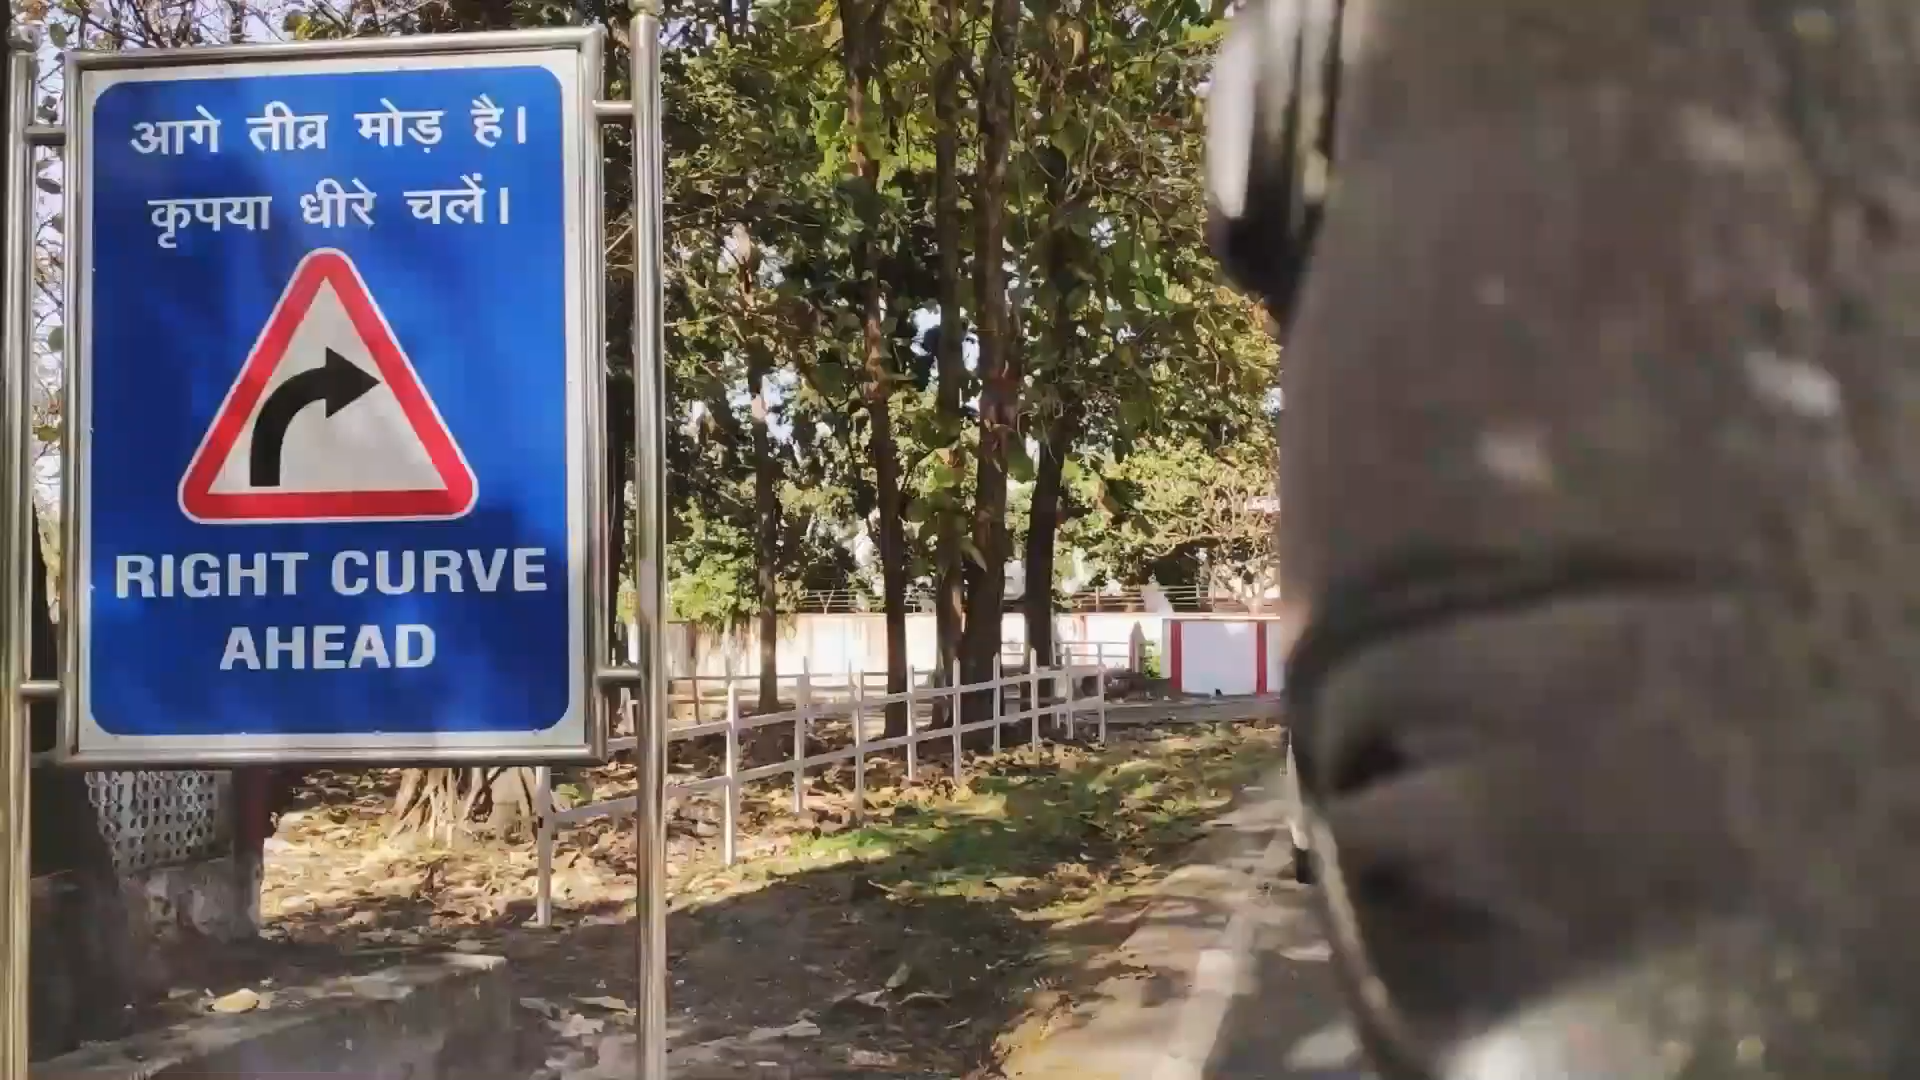 आगे तीव्र मोड़ है।
कृपया धीरे चलें।
RIGHT CURVE
AHEAD